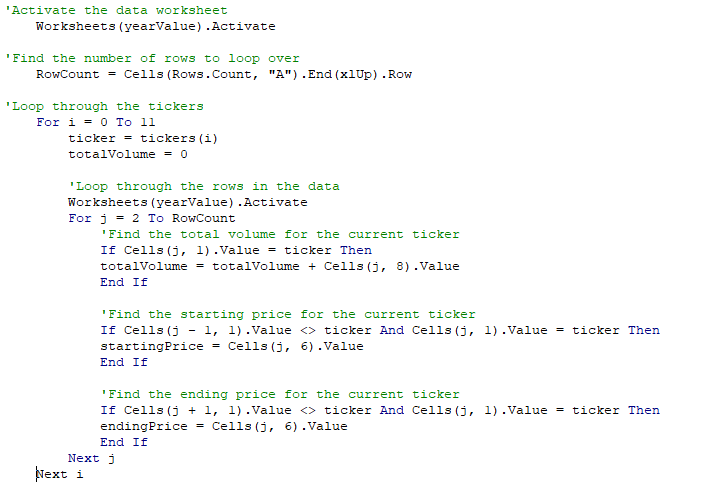 'Activate the data worksheet
Worksheets(yearValue).Activate
'Find the number of rows to loop over
RowCount = Cells(Rows.Count, "A").End(xlUp).Row
'Loop through the tickers
For i = 0 To 11
ticker = tickers(i)
totalVolume = 0
'Loop through the rows in the data
Worksheets(yearValue).Activate
For j = 2 To RowCount
'Find the total volume for the current ticker
If Cells(j, 1).Value = ticker Then
totalVolume = totalVolume + Cells(j, 8).Value
End If
'Find the starting price for the current ticker
If Cells(j - 1, 1).Value <> ticker And Cells(j, 1).Value = ticker Then
startingPrice = Cells(j, 6).Value
End If
'Find the ending price for the current ticker
If Cells(j + 1, 1).Value <> ticker And Cells(j, 1).Value = ticker Then
endingPrice = Cells(j, 6).Value
End If
Next j
Next i